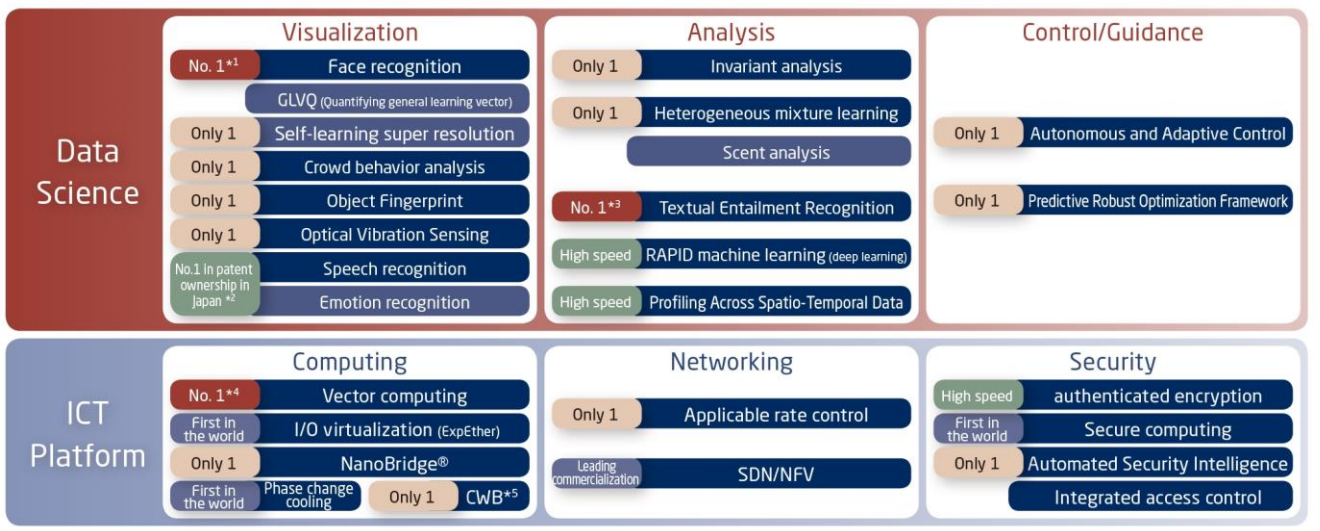 Data
Science
Visualization
No. 1*1 Face recognition
GLVQ (Quantifying general learning vector)
Only 1 Self-learning super resolution
Only 1 Crowd behavior analysis
Only 1 Object Fingerprint
Only 1 Optical Vibration Sensing
No.1 in patent
ownership in
Japan *2
Speech recognition
Emotion recognition
Analysis
Only 1 Invariant analysis
Only 1 Heterogeneous mixture learning
Scent analysis
No. 1*3 Textual Entailment Recognition
High speed RAPID machine learning (deep learning)
High speed Profiling Across Spatio-Temporal Data
Control/Guidance
Only 1 Autonomous and Adaptive Control
Only 1 Predictive Robust Optimization Framework
ICT
Platform
Computing
No. 1*4 Vector computing
First in
the world
I/O virtualization (ExpEther)
Only 1 NanoBridge®
First in
the world
Phase change
cooling
Only 1 CWB*5
Networking
Only 1 Applicable rate control
Leading
commercialization
SDN/NFV
Security
High speed authenticated encryption
First in
the world
Secure computing
Only 1 Automated Security Intelligence
Integrated access control